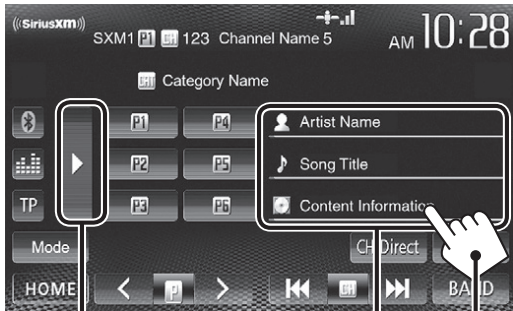 ((SiriusXM))
SXM1 P1 CH 123 Channel Name 5
AM 10:28
CH Category Name
P1 P4 Artist Name
P2 P5 Song Title
TP P3 P6 Content Information
Mode CH Direct
HOME P CH BAND